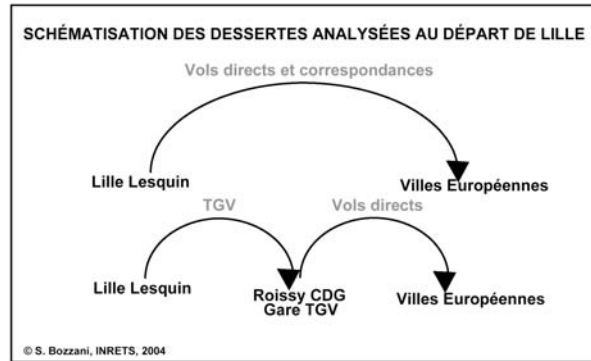 SCHÉMATISATION DES DESSERTES ANALYSÉES AU DÉPART DE LILLE
Vols directs et correspondances
Lille Lesquin
Villes Européennes
TGV
Vols directs
Lille Lesquin
Roissy CDG
Gare TGV
Villes Européennes
© S. Bozzani, INRETS, 2004